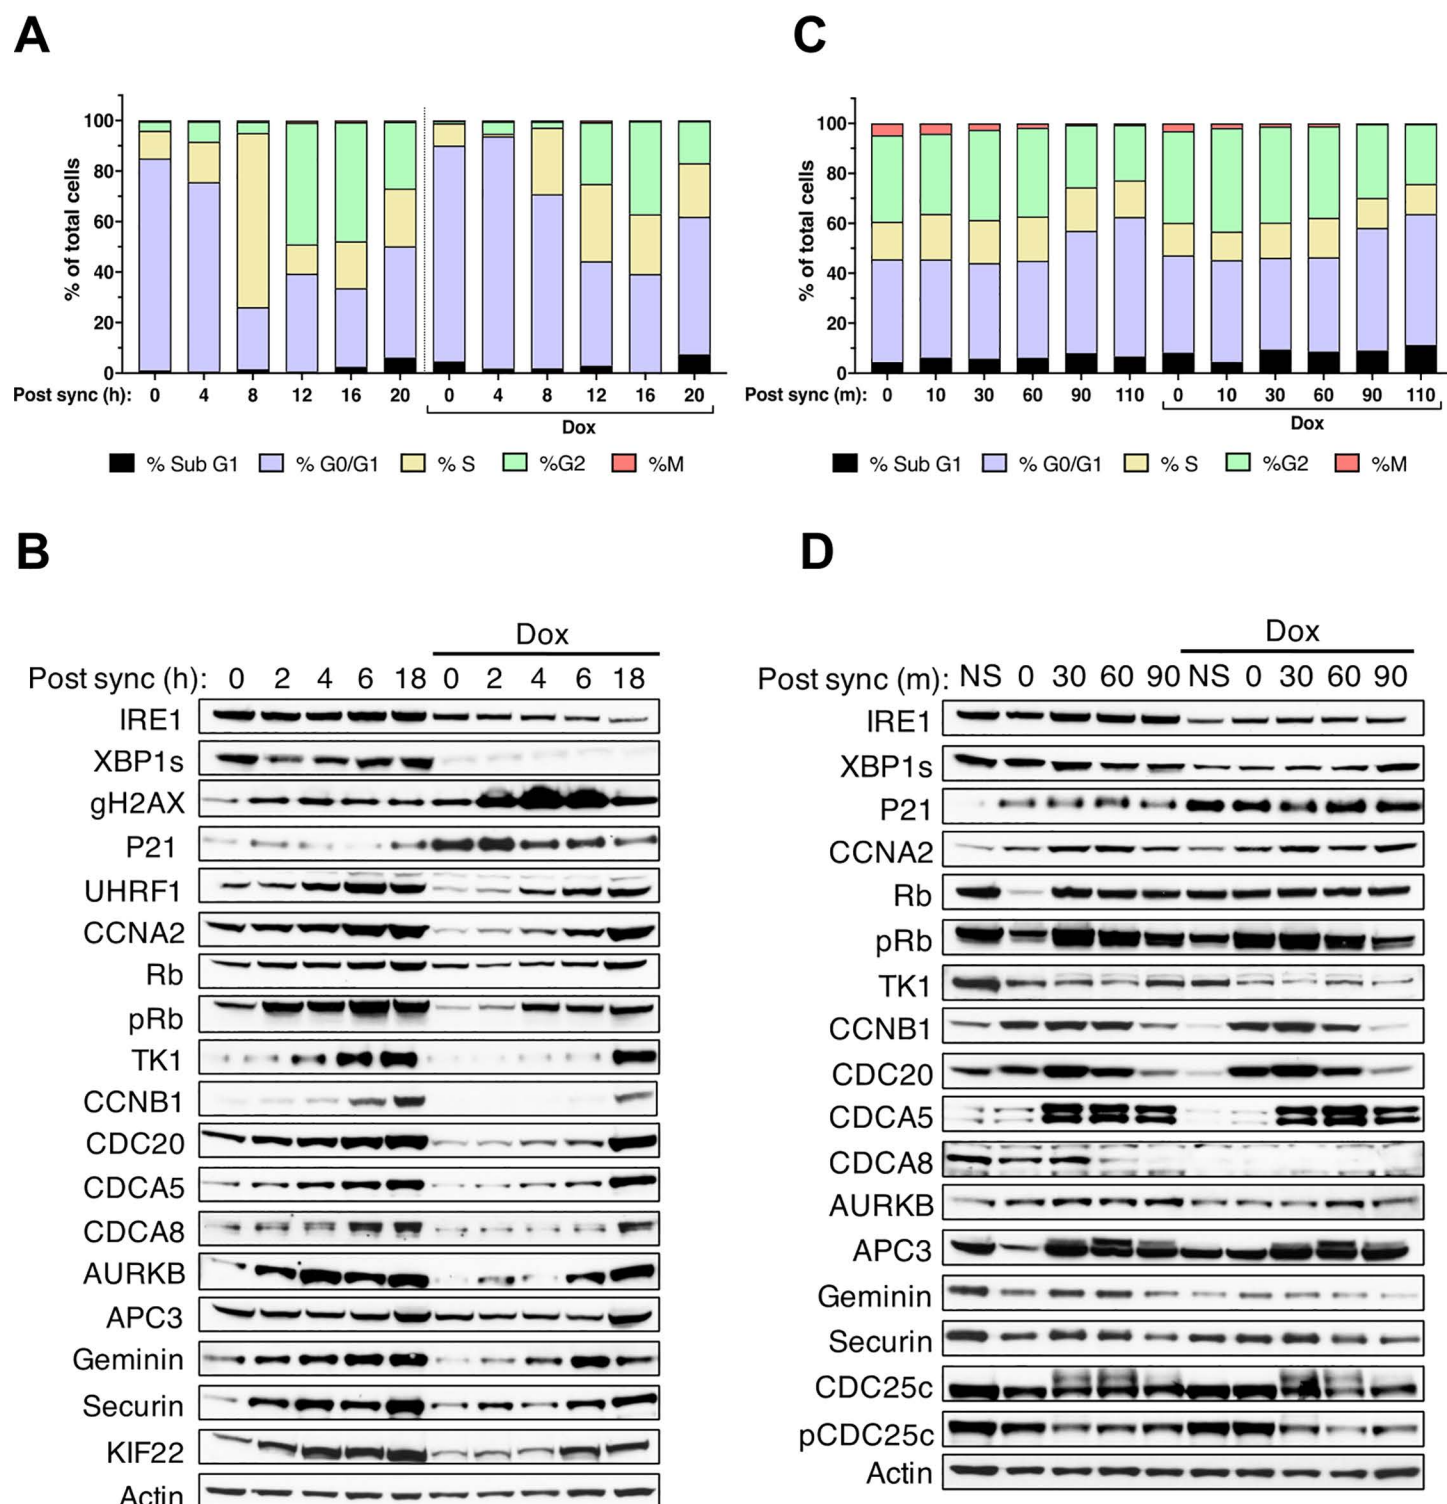 A
% of total cells
100
80
60
40
20
0
Post sync (h): 0 4 8 12 16 20 0 4 8 12 16 20
Dox
% Sub G1 % G0/G1 % S %G2 %M
C
% of total cells
100
80
60
40
20
0
Post sync (m): 0 10 30 60 90 110 0 10 30 60 90 110
Dox
% Sub G1 % G0/G1 % S %G2 %M
B
Dox
Post sync (h): 0 2 4 6 18 0 2 4 6 18
IRE1
XBP1s
gH2AX
P21
UHRF1
CCNA2
Rb
pRb
TK1
CCNB1
CDC20
CDCA5
CDCA8
AURKB
APC3
Geminin
Securin
KIF22
Actin
D
Dox
Post sync (m): NS 0 30 60 90 NS 0 30 60 90
IRE1
XBP1s
P21
CCNA2
Rb
pRb
TK1
CCNB1
CDC20
CDCA5
CDCA8
AURKB
APC3
Geminin
Securin
CDC25c
pCDC25c
Actin